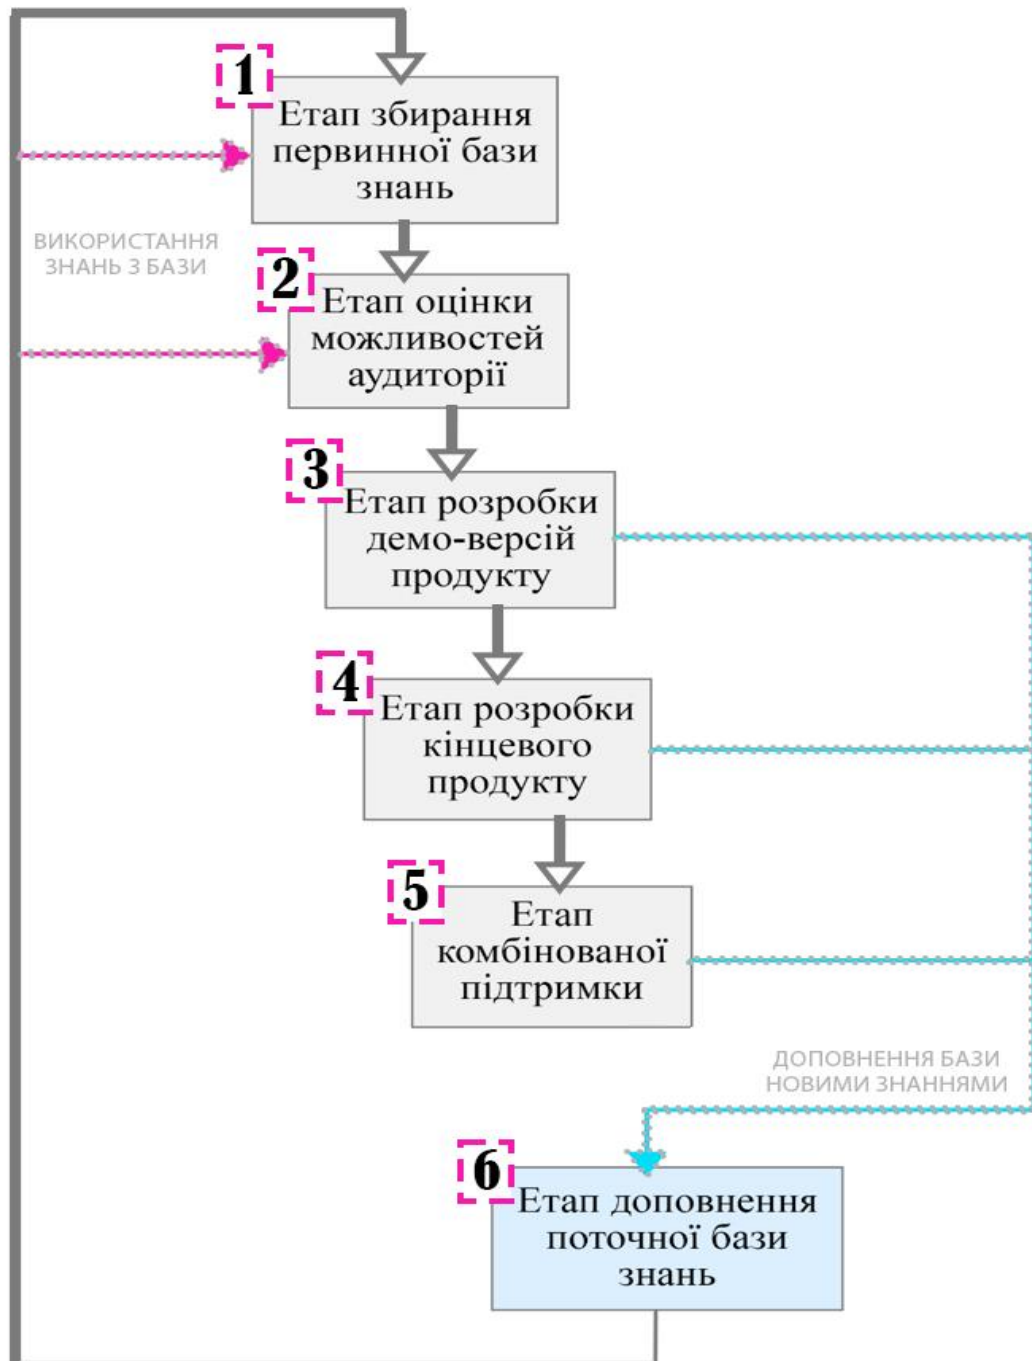 1
Етап збирання
первинної бази
знань
ВИКОРИСТАННЯ
ЗНАНЬ З БАЗИ
2
Етап оцінки
можливостей
аудиторії
3
Етап розробки
демо-версій
продукту
4
Етап розробки
кінцевого
продукту
5
Етап
комбінованої
підтримки
ДОПОВНЕННЯ БАЗИ
НОВИМИ ЗНАННЯМИ
6
Етап доповнення
поточної бази
знань